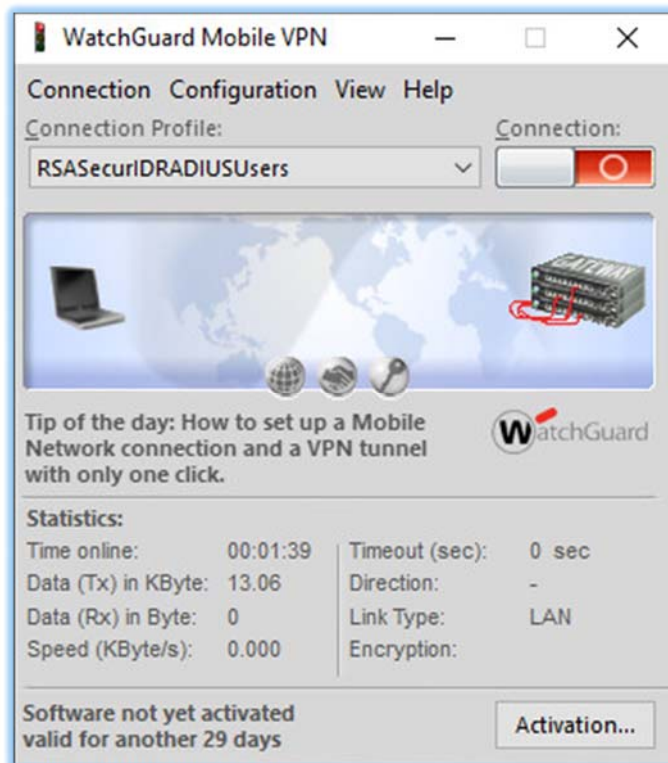 WatchGuard Mobile VPN
Connection Configuration View Help
Connection Profile: Connection:
RSASecurIDRADIUSUsers
GATEWAY
Tip of the day: How to set up a Mobile
Network connection and a VPN tunnel
with only one click.
WatchGuard
Statistics:
Time online: 00:01:39 Timeout (sec): 0 sec
Data (Tx) in KByte: 13.06 Direction: -
Data (Rx) in Byte: 0 Link Type: LAN
Speed (KByte/s): 0.000 Encryption:
Software not yet activated
valid for another 29 days
Activation...